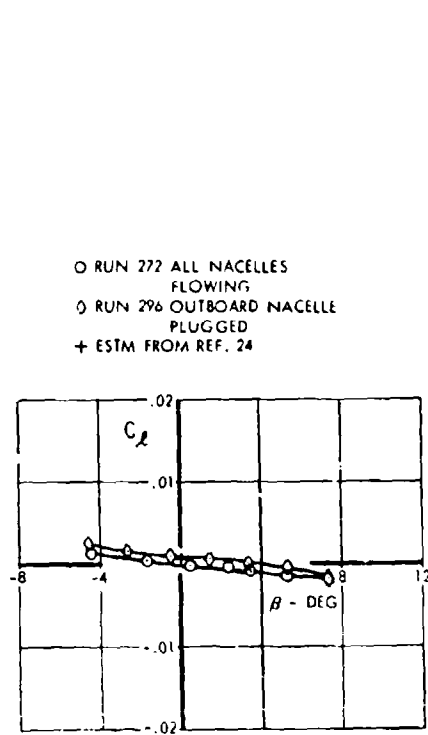 O RUN 272 ALL NACELLES
FLOWING
◊ RUN 296 OUTBOARD NACELLE
PLUGGED
+ ESTM FROM REF. 24
.02
C_ℓ
.01
-8 -4 8 12
β - DEG
-.01
-.02